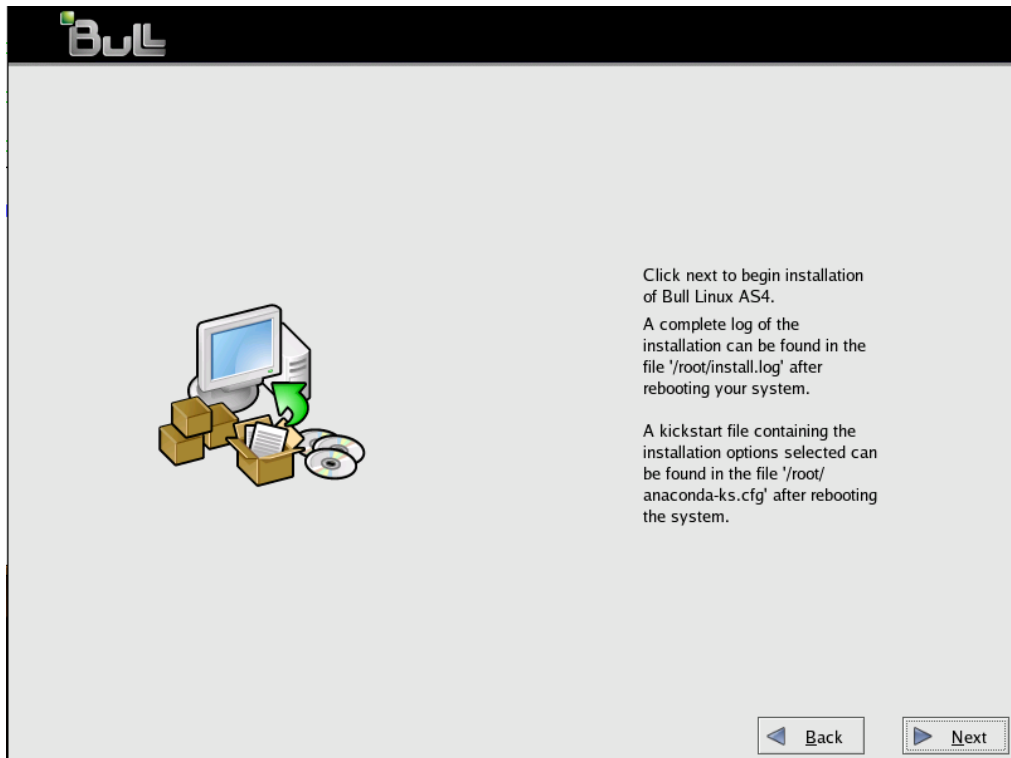 Bull
Click next to begin installation
of Bull Linux AS4.
A complete log of the
installation can be found in the
file '/root/install.log' after
rebooting your system.
A kickstart file containing the
installation options selected can
be found in the file '/root/
anaconda-ks.cfg' after rebooting
the system.
Back
Next